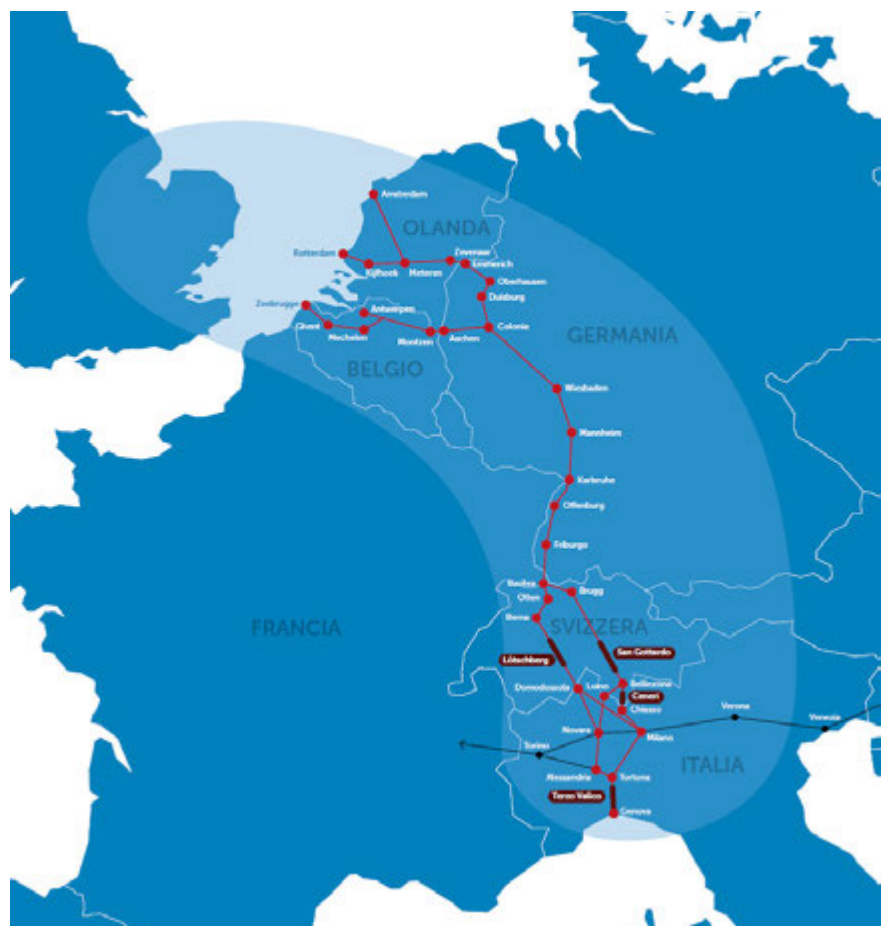 Amsterdam
OLANDA
Rotterdam
Zevenaar
Kijfhoek
Meteren
Emmerich
Oberhausen
Duisburg
Zeebrugge
Antwerpen
Ghent
Mechelen
Montzen
Aachen
Colonia
GERMANIA
BELGIO
Wiesbaden
Mannheim
Karlsruhe
Offenburg
Friburgo
Basilea
Brugg
Olten
Berna
FRANCIA
SVIZZERA
San Gottardo
Lötschberg
Domodossola
Luino
Bellinzona
Ceneri
Chiasso
Verona
Venezia
Novara
Milano
Torino
ITALIA
Alessandria
Tortona
Terzo Valico
Genova